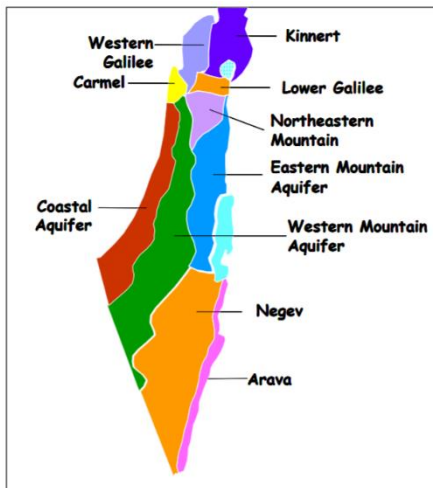 Western
Galilee
Kinnert
Carmel
Lower Galilee
Northeastern
Mountain
Eastern Mountain
Aquifer
Coastal
Aquifer
Western Mountain
Aquifer
Negev
Arava